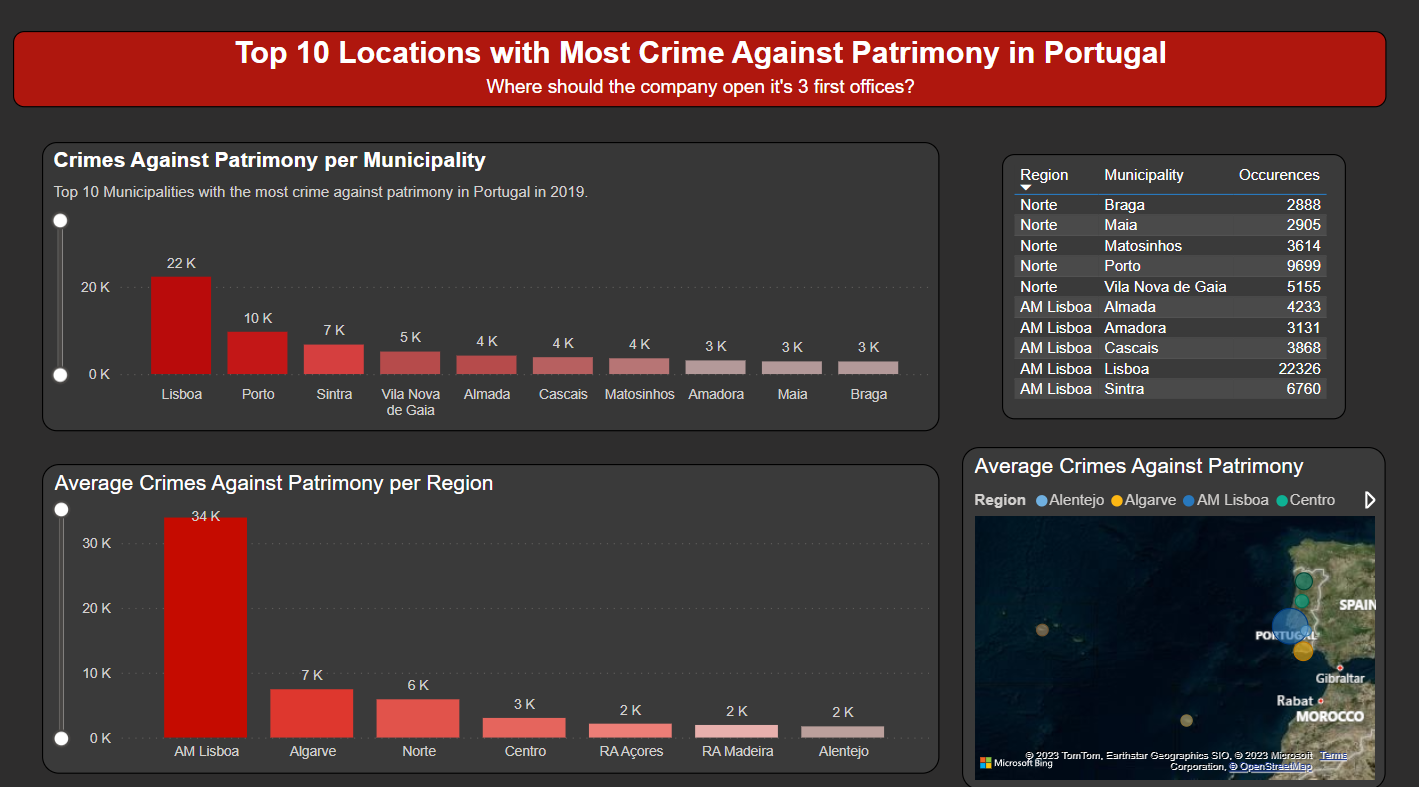 Top 10 Locations with Most Crime Against Patrimony in Portugal
Where should the company open it's 3 first offices?
Crimes Against Patrimony per Municipality
Top 10 Municipalities with the most crime against patrimony in Portugal in 2019.
20 K
0 K
22 K
10 K
7 K
5 K
4 K
4 K
4 K
3 K
3 K
3 K
Lisboa
Porto
Sintra
Vila Nova
de Gaia
Almada
Cascais
Matosinhos
Amadora
Maia
Braga
Region Municipality Occurences
Norte Braga 2888
Norte Maia 2905
Norte Matosinhos 3614
Norte Porto 9699
Norte Vila Nova de Gaia 5155
AM Lisboa Almada 4233
AM Lisboa Amadora 3131
AM Lisboa Cascais 3868
AM Lisboa Lisboa 22326
AM Lisboa Sintra 6760
Average Crimes Against Patrimony per Region
30 K
20 K
10 K
0 K
34 K
7 K
6 K
3 K
2 K
2 K
2 K
AM Lisboa
Algarve
Norte
Centro
RA Açores
RA Madeira
Alentejo
Average Crimes Against Patrimony
Region Alentejo Algarve AM Lisboa Centro
SPAIN
PORTUGAL
Gibraltar
Rabat
MOROCCO
Microsoft Bing
© 2023 TomTom, Earthstar Geographics SIO, © 2023 Microsoft Terms
Corporation, © OpenStreetMap